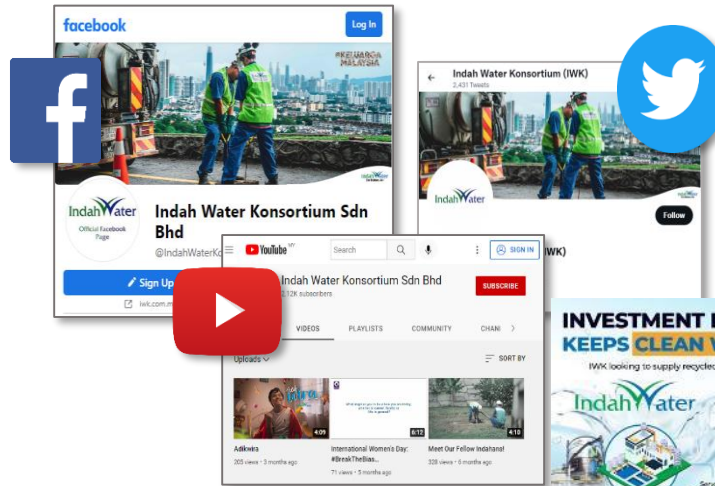 facebook
Log In
#KELUARGA
MALAYSIA
f
IndahWater
Official Facebook
Page
Indah Water Konsortium Sdn
Bhd
@IndahWaterKo
Sign Up
iwk.com.m
Indah Water Konsortium (IWK)
2,431 Tweets
IndahWater
Follow
IWK)
YouTube MY
Search
SIGN IN
Indah Water Konsortium Sdn Bhd
2.12K subscribers
SUBSCRIBE
VIDEOS
PLAYLISTS
COMMUNITY
CHAN
Uploads
SORT BY
4:09
6:12
4:10
Adikwira
205 views • 3 months ago
International Women's Day:
#BreakTheBias...
71 views • 5 months ago
Meet Our Fellow Indahans!
328 views • 6 months ago
INVESTMENT
KEEPS CLEAN
IWK looking to supply recycled
IndahWater